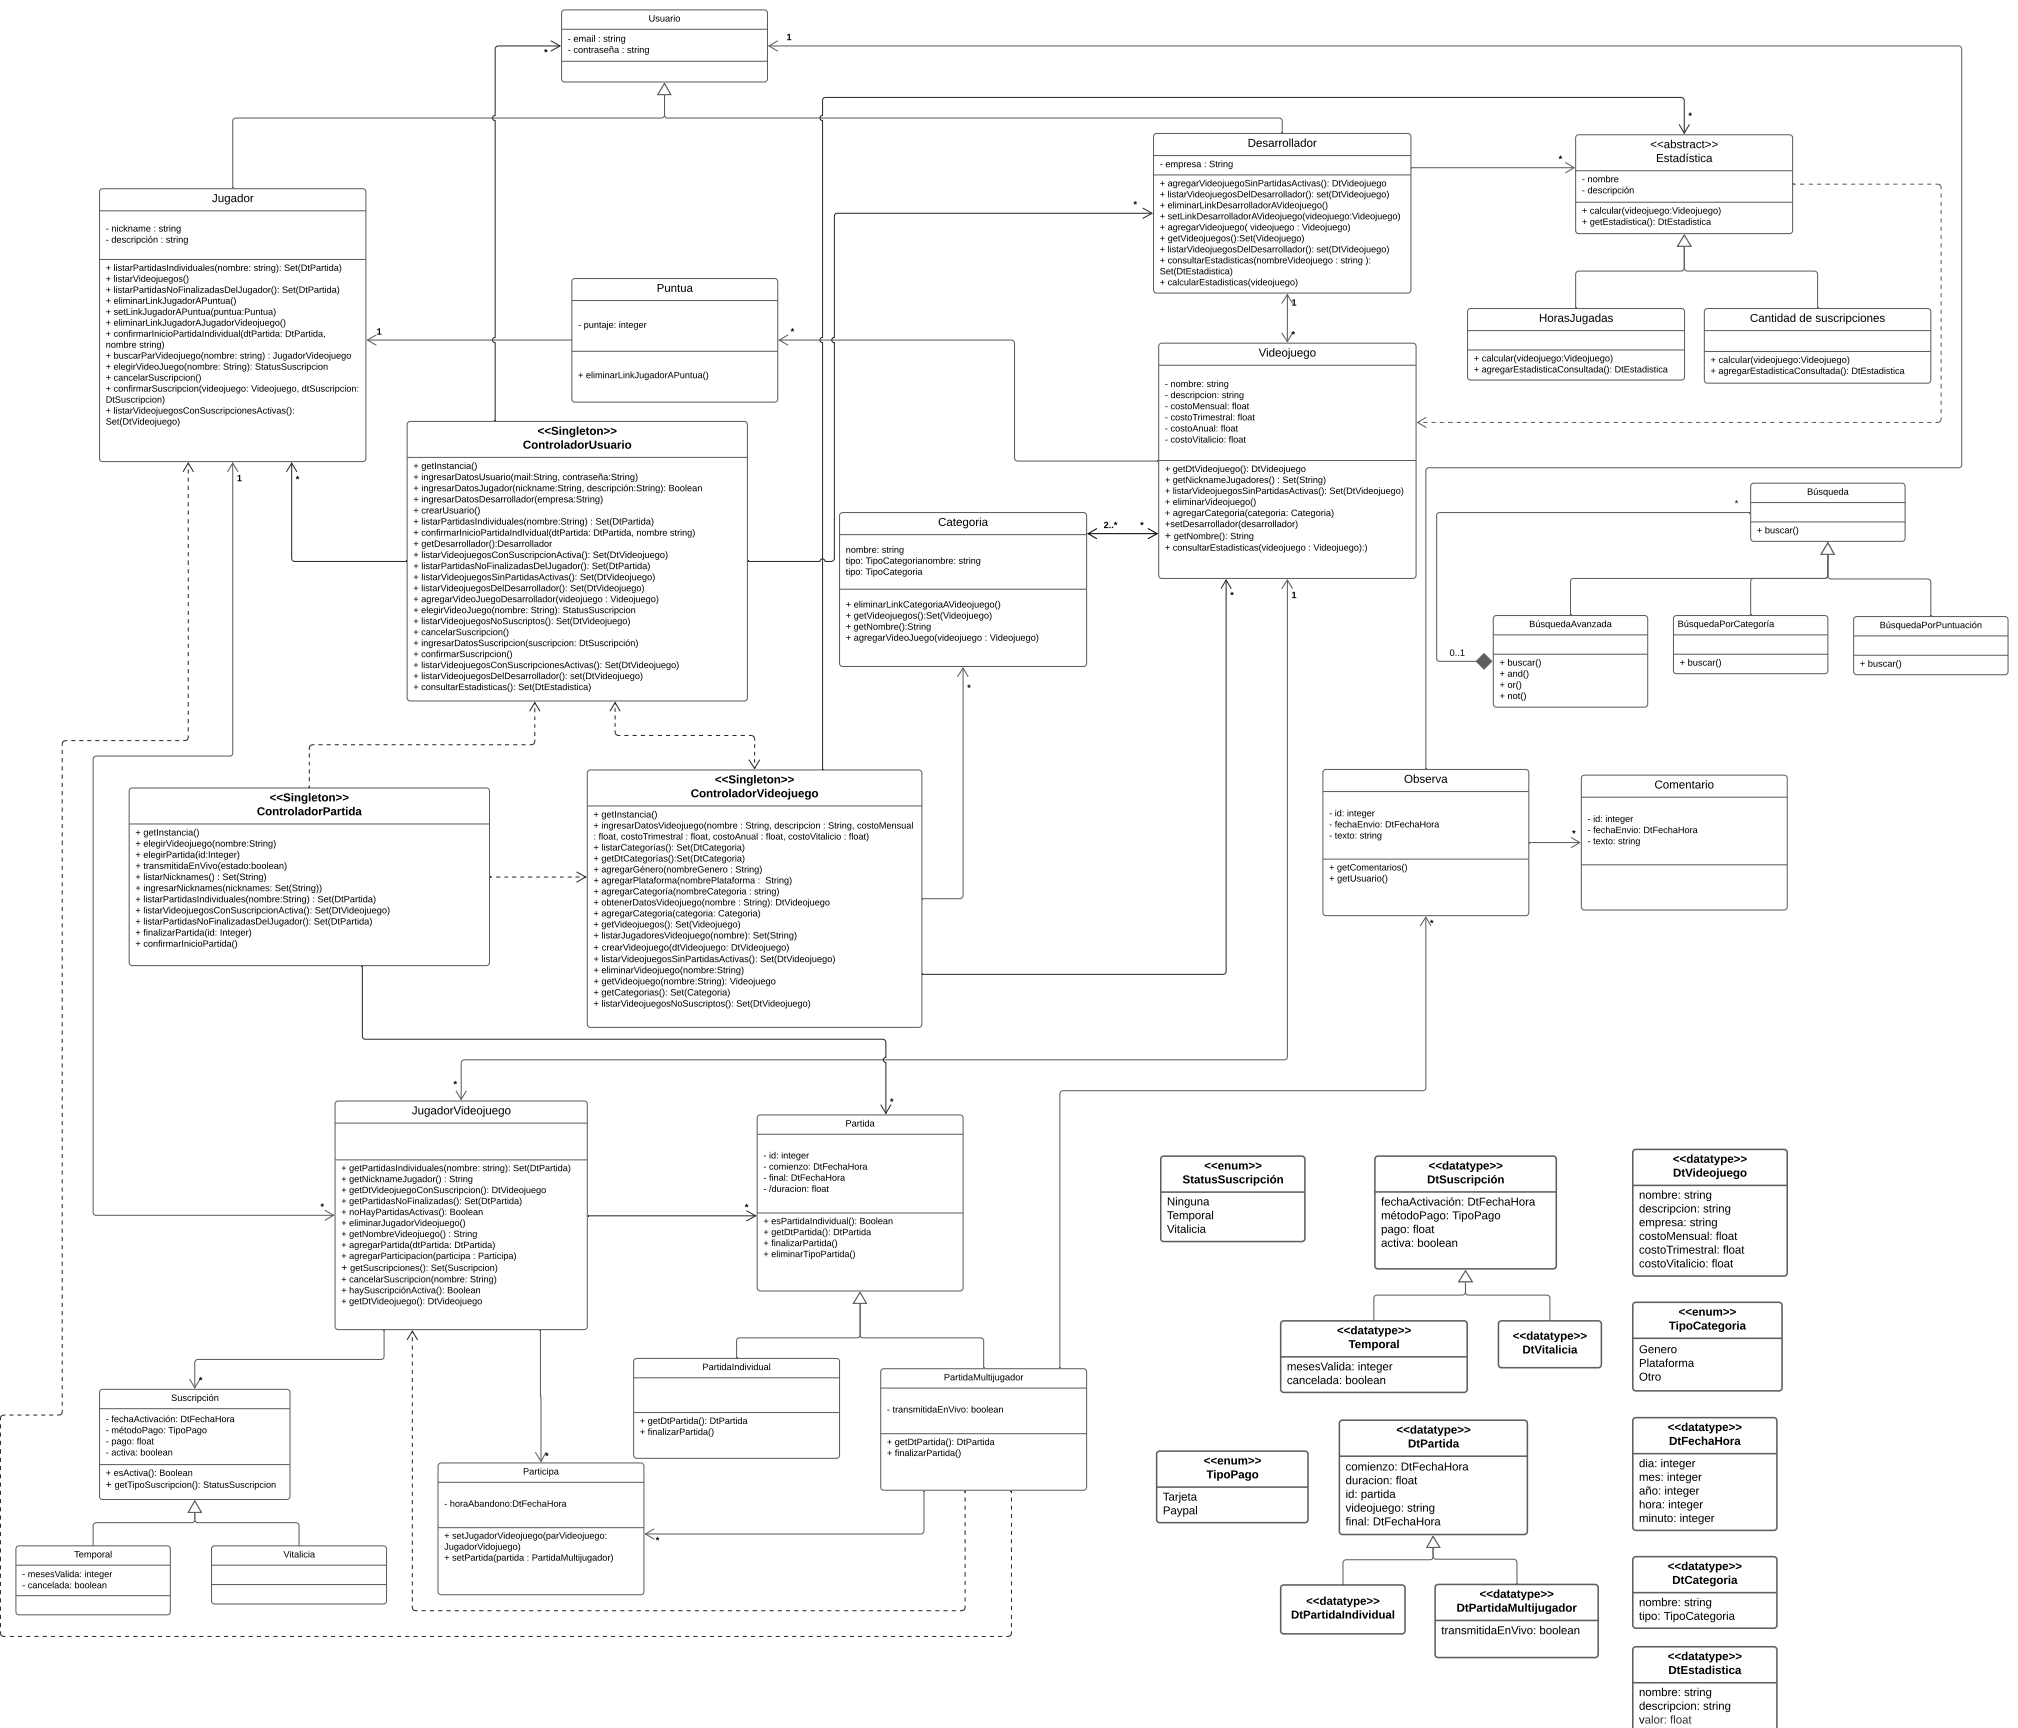 Usuario
- email : string
- contraseña : string
1
*
*
Desarrollador
- empresa : String
+ agregarVideojuegoSinPartidasActivas(): DtVideojuego
+ listarVideojuegosDelDesarrollador(): set(DtVideojuego)
+ eliminarLinkDesarrolladorAVideojuego()
+ setLinkDesarrolladorAVideojuego(videojuego:Videojuego)
+ agregarVideojuego( videojuego : Videojuego)
+ getVideojuegos():Set(Videojuego)
+ listarVideojuegosDelDesarrollador(): set(DtVideojuego)
+ consultarEstadisticas(nombreVideojuego : string ):
Set(DtEstadistica)
+ calcularEstadisticas(videojuego)
*
*
<<abstract>>
Estadística
- nombre
- descripción
+ calcular(videojuego:Videojuego)
+ getEstadistica(): DtEstadistica
Jugador
- nickname : string
- descripción : string
+ listarPartidasIndividuales(nombre: string): Set(DtPartida)
+ listarVideojuegos()
+ listarPartidasNoFinalizadasDelJugador(): Set(DtPartida)
+ eliminarLinkJugadorAPuntua()
+ setLinkJugadorAPuntua(puntua:Puntua)
+ eliminarLinkJugadorAJugadorVideojuego()
+ confirmarInicioPartidaIndividual(dtPartida: DtPartida,
nombre string)
+ buscarParVideojuego(nombre: string) : JugadorVideojuego
+ elegirVideoJuego(nombre: String): StatusSuscripcion
+ cancelarSuscripcion()
+ confirmarSuscripcion(videojuego: Videojuego, dtSuscripcion:
DtSuscripcion)
+ listarVideojuegosConSuscripcionesActivas():
Set(DtVideojuego)
1
1
*
Puntua
- puntaje: integer
+ eliminarLinkJugadorAPuntua()
*
1
*
HorasJugadas
+ calcular(videojuego:Videojuego)
+ agregarEstadisticaConsultada(): DtEstadistica
Cantidad de suscripciones
+ calcular(videojuego:Videojuego)
+ agregarEstadisticaConsultada(): DtEstadistica
Videojuego
- nombre: string
- descripcion: string
- costoMensual: float
- costoTrimestral: float
- costoAnual: float
- costoVitalicio: float
+ getDtVideojuego(): DtVideojuego
+ getNicknameJugadores() : Set(String)
+ listarVideojuegosSinPartidasActivas(): Set(DtVideojuego)
+ eliminarVideojuego()
+ agregarCategoria(categoria: Categoria)
+setDesarrollador(desarrollador)
+ getNombre(): String
+ consultarEstadisticas(videojuego : Videojuego):)
*
1
<<Singleton>>
ControladorUsuario
+ getInstancia()
+ ingresarDatosUsuario(mail:String, contraseña:String)
+ ingresarDatosJugador(nickname:String, descripción:String): Boolean
+ ingresarDatosDesarrollador(empresa:String)
+ crearUsuario()
+ listarPartidasIndividuales(nombre:String) : Set(DtPartida)
+ confirmarInicioPartidaIndIvidual(dtPartida: DtPartida, nombre string)
+ getDesarrollador():Desarrollador
+ listarVideojuegosConSuscripcionActiva(): Set(DtVideojuego)
+ listarPartidasNoFinalizadasDelJugador(): Set(DtPartida)
+ listarVideojuegosSinPartidasActivas(): Set(DtVideojuego)
+ listarVideojuegosDelDesarrollador(): Set(DtVideojuego)
+ agregarVideoJuegoDesarrollador(videojuego : Videojuego)
+ elegirVideoJuego(nombre: String): StatusSuscripcion
+ listarVideojuegosNoSuscriptos(): Set(DtVideojuego)
+ cancelarSuscripcion()
+ ingresarDatosSuscripcion(suscripcion: DtSuscripción)
+ confirmarSuscripcion()
+ listarVideojuegosConSuscripcionesActivas(): Set(DtVideojuego)
+ listarVideojuegosDelDesarrollador(): set(DtVideojuego)
+ consultarEstadisticas(): Set(DtEstadistica)
Categoria
nombre: string
tipo: TipoCategorianombre: string
tipo: TipoCategoria
+ eliminarLinkCategoriaAVideojuego()
+ getVideojuegos():Set(Videojuego)
+ getNombre():String
+ agregarVideoJuego(videojuego : Videojuego)
2..*
*
*
Búsqueda
+ buscar()
*
0..1
BúsquedaAvanzada
+ buscar()
+ and()
+ or()
+ not()
BúsquedaPorCategoría
+ buscar()
BúsquedaPorPuntuación
+ buscar()
<<Singleton>>
ControladorPartida
+ getInstancia()
+ elegirVideojuego(nombre:String)
+ elegirPartida(id:Integer)
+ transmitidaEnVivo(estado:boolean)
+ listarNicknames() : Set(String)
+ ingresarNicknames(nicknames: Set(String))
+ listarPartidasIndividuales(nombre:String) : Set(DtPartida)
+ listarVideojuegosConSuscripcionActiva(): Set(DtVideojuego)
+ listarPartidasNoFinalizadasDelJugador(): Set(DtPartida)
+ finalizarPartida(id: Integer)
+ confirmarInicioPartida()
<<Singleton>>
ControladorVideojuego
+ getInstancia()
+ ingresarDatosVideojuego(nombre : String, descripcion : String, costoMensual
: float, costoTrimestral : float, costoAnual : float, costoVitalicio : float)
+ listarCategorías(): Set(DtCategoria)
+ getDtCategorías():Set(DtCategoria)
+ agregarGénero(nombreGenero : String)
+ agregarPlataforma(nombrePlataforma :  String)
+ agregarCategoría(nombreCategoria : string)
+ obtenerDatosVideojuego(nombre : String): DtVideojuego
+ agregarCategoria(categoria: Categoria)
+ getVideojuegos(): Set(Videojuego)
+ listarJugadoresVideojuego(nombre): Set(String)
+ crearVideojuego(dtVideojuego: DtVideojuego)
+ listarVideojuegosSinPartidasActivas(): Set(DtVideojuego)
+ eliminarVideojuego(nombre:String)
+ getVideojuego(nombre:String): Videojuego
+ getCategorias(): Set(Categoria)
+ listarVideojuegosNoSuscriptos(): Set(DtVideojuego)
Observa
- id: integer
- fechaEnvio: DtFechaHora
- texto: string
+ getComentarios()
+ getUsuario()
*
*
Comentario
- id: integer
- fechaEnvio: DtFechaHora
- texto: string
*
*
*
JugadorVideojuego
+ getPartidasIndividuales(nombre: string): Set(DtPartida)
+ getNicknameJugador() : String
+ getDtVideojuegoConSuscripcion(): DtVideojuego
+ getPartidasNoFinalizadas(): Set(DtPartida)
+ noHayPartidasActivas(): Boolean
+ eliminarJugadorVideojuego()
+ getNombreVideojuego() : String
+ agregarPartida(dtPartida: DtPartida)
+ agregarParticipacion(participa : Participa)
+ getSuscripciones(): Set(Suscripcion)
+ cancelarSuscripcion(nombre: String)
+ haySuscripciónActiva(): Boolean
+ getDtVideojuego(): DtVideojuego
*
Partida
- id: integer
- comienzo: DtFechaHora
- final: DtFechaHora
- /duracion: float
+ esPartidaIndividual(): Boolean
+ getDtPartida(): DtPartida
+ finalizarPartida()
+ eliminarTipoPartida()
PartidaIndividual
+ getDtPartida(): DtPartida
+ finalizarPartida()
PartidaMultijugador
- transmitidaEnVivo: boolean
+ getDtPartida(): DtPartida
+ finalizarPartida()
*
Suscripción
- fechaActivación: DtFechaHora
- métodoPago: TipoPago
- pago: float
- activa: boolean
+ esActiva(): Boolean
+ getTipoSuscripcion(): StatusSuscripcion
Temporal
- mesesValida: integer
- cancelada: boolean
Vitalicia
*
Participa
- horaAbandono:DtFechaHora
+ setJugadorVideojuego(parVideojuego:
JugadorVidojuego)
+ setPartida(partida : PartidaMultijugador)
*
<<enum>>
StatusSuscripción
Ninguna
Temporal
Vitalicia
<<datatype>>
DtSuscripción
fechaActivación: DtFechaHora
métodoPago: TipoPago
pago: float
activa: boolean
<<datatype>>
Temporal
mesesValida: integer
cancelada: boolean
<<datatype>>
DtVitalicia
<<datatype>>
DtVideojuego
nombre: string
descripcion: string
empresa: string
costoMensual: float
costoTrimestral: float
costoVitalicio: float
<<enum>>
TipoCategoria
Genero
Plataforma
Otro
<<enum>>
TipoPago
Tarjeta
Paypal
<<datatype>>
DtPartida
comienzo: DtFechaHora
duracion: float
id: partida
videojuego: string
final: DtFechaHora
<<datatype>>
DtPartidaIndividual
<<datatype>>
DtPartidaMultijugador
transmitidaEnVivo: boolean
<<datatype>>
DtFechaHora
dia: integer
mes: integer
año: integer
hora: integer
minuto: integer
<<datatype>>
DtCategoria
nombre: string
tipo: TipoCategoria
<<datatype>>
DtEstadistica
nombre: string
descripcion: string
valor: float